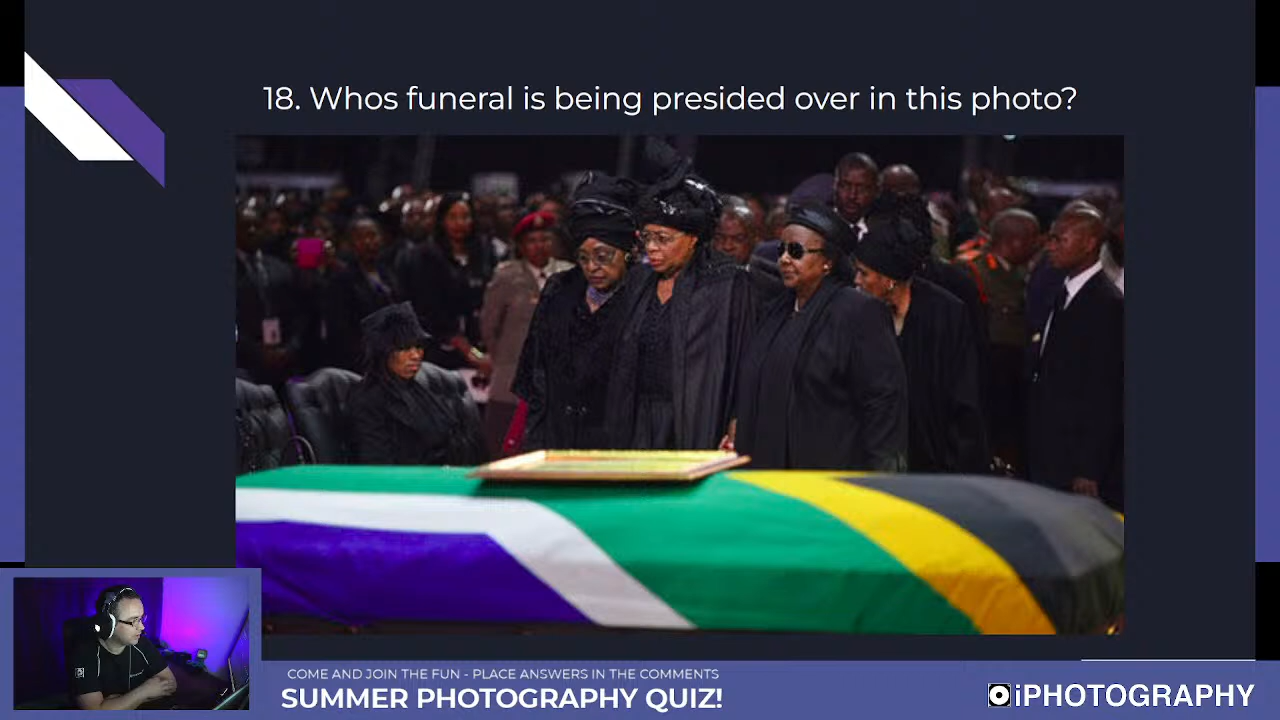 18. Whos funeral is being presided over in this photo?
COME AND JOIN THE FUN - PLACE ANSWERS IN THE COMMENTS
SUMMER PHOTOGRAPHY QUIZ!
iPHOTOGRAPHY